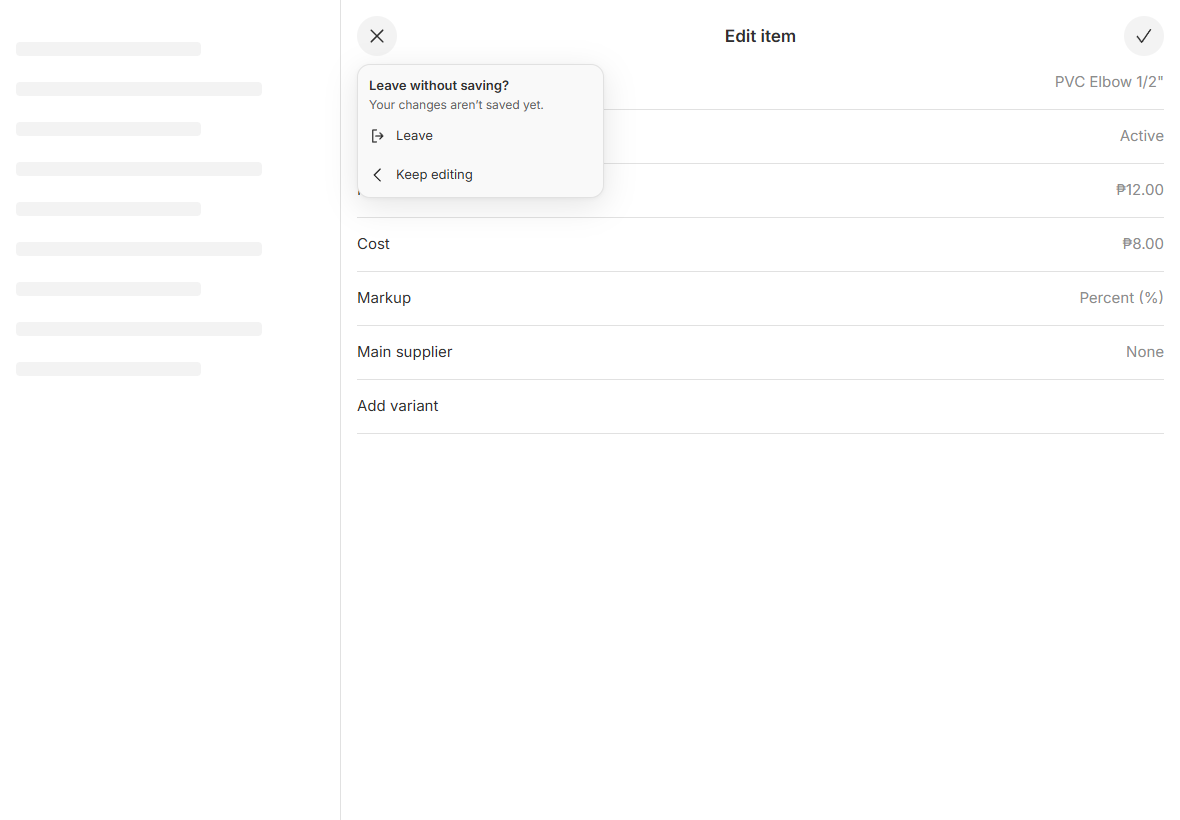 Edit item
Leave without saving?
Your changes aren't saved yet.
Leave
Keep editing
PVC Elbow 1/2"
Active
₱12.00
Cost ₱8.00
Markup Percent (%)
Main supplier None
Add variant